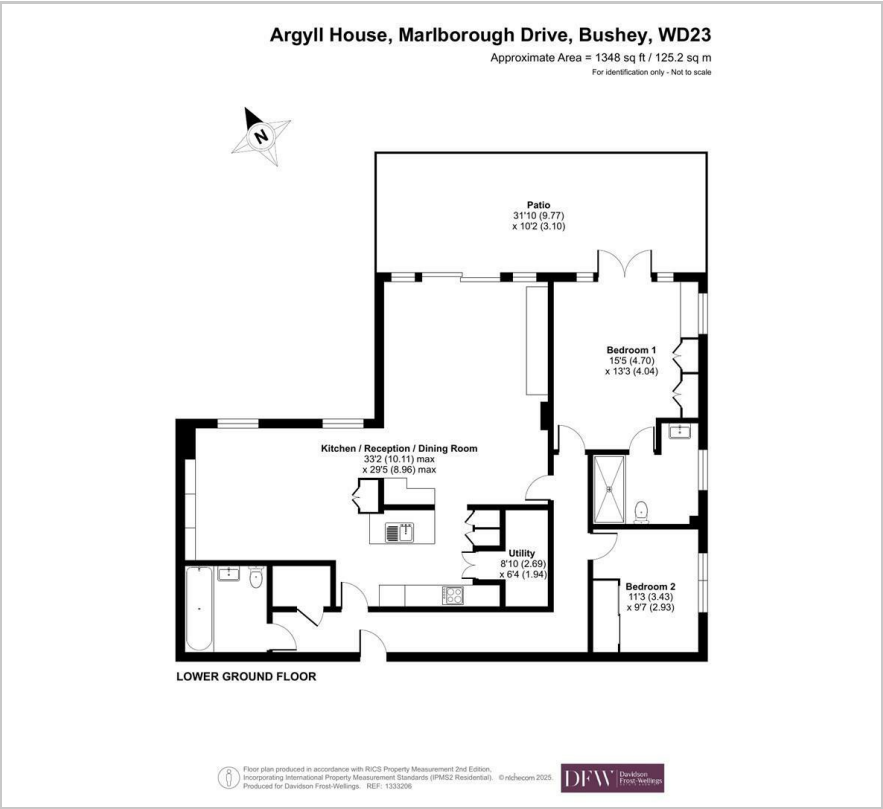 Argyll House, Marlborough Drive, Bushey, WD23
Approximate Area = 1348 sq ft / 125.2 sq m
For identification only - Not to scale
N
Patio
31'10 (9.77)
x 10'2 (3.10)
Bedroom 1
15'5 (4.70)
x 13'3 (4.04)
Kitchen / Reception / Dining Room
33'2 (10.11) max
x 29'5 (8.96) max
Utility
8'10 (2.69)
x 6'4 (1.94)
Bedroom 2
11'3 (3.43)
x 9'7 (2.93)
LOWER GROUND FLOOR
Floor plan produced in accordance with RICS Property Measurement 2nd Edition,
Incorporating International Property Measurement Standards (IPMS2 Residential). © nichecom 2025.
Produced for Davidson Frost-Wellings. REF: 1333206
DFW
Davidson
Frost-Wellings